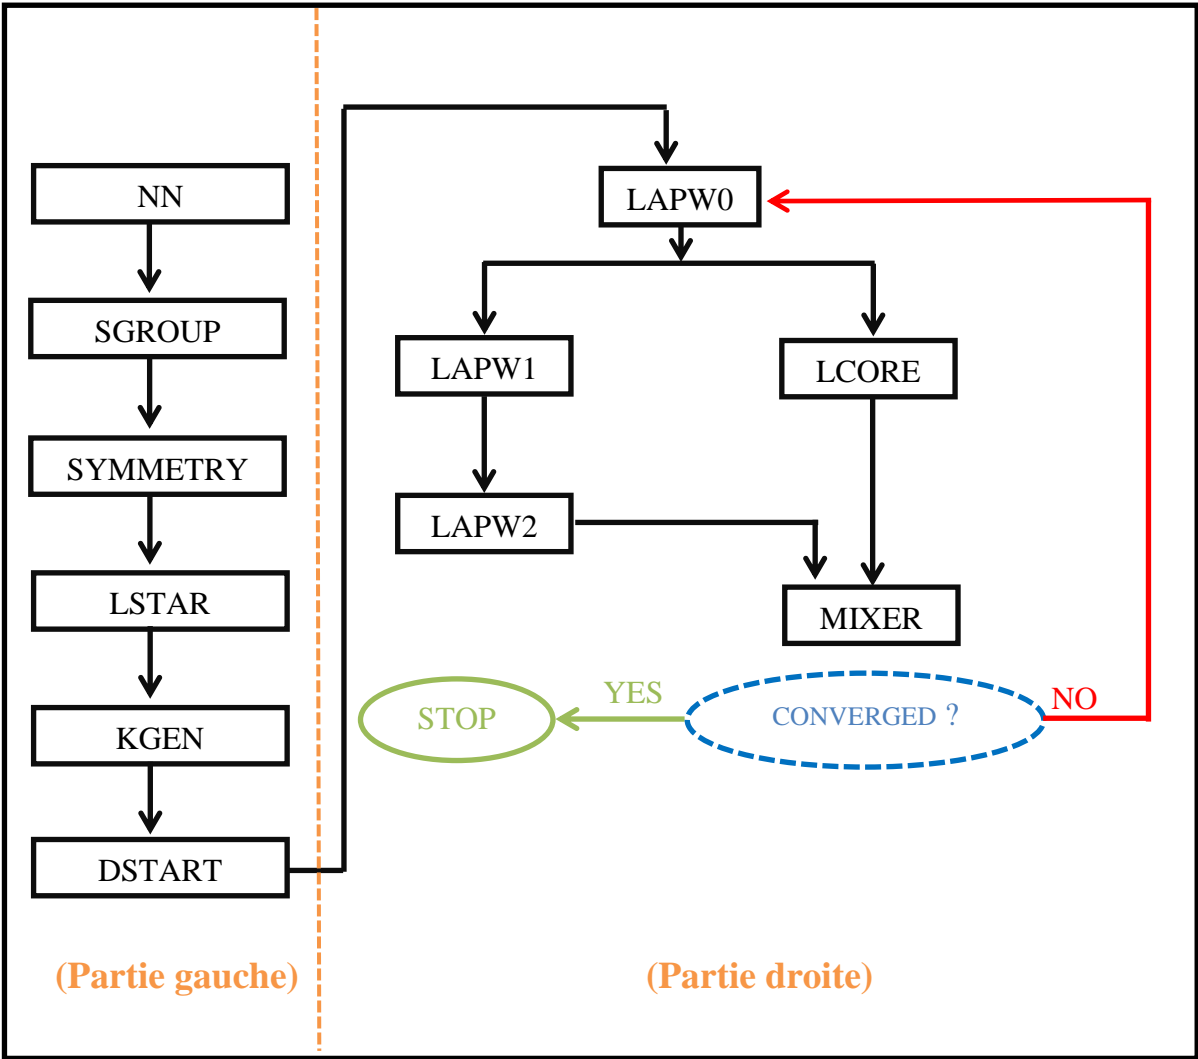 NN
SGROUP
SYMMETRY
LSTAR
KGEN
DSTART
(Partie gauche)
LAPW0
LAPW1
LCORE
LAPW2
MIXER
YES
NO
STOP
CONVERGED ?
(Partie droite)